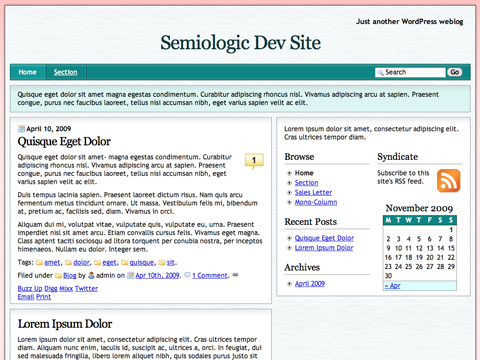 Just another WordPress weblog
Semiologic Dev Site
Home Section Search Go
Quisque eget dolor sit amet magna egestas condimentum. Curabitur adipiscing rhoncus nisl. Vivamus adipiscing arcu at sapien. Praesent
congue, purus nec faucibus laoreet, tellus nisi accumsan nibh, eget varius sapien velit ac elit.
April 10, 2009
Quisque Eget Dolor
1
Quisque eget dolor sit amet- magna egestas condimentum. Curabitur
adipiscing rhoncus nisl. Vivamus adipiscing arcu at sapien. Praesent
congue, purus nec faucibus laoreet, tellus nisi accumsan nibh, eget
varius sapien velit ac elit.
Duis tempus lacinia sapien. Praesent laoreet dictum risus. Nam quis arcu
fermentum metus tincidunt ornare. Ut massa. Vestibulum felis mi, bibendum
at, pretium ac, facilisis sed, diam. Vivamus in orci.
Aliquam dui mi, volutpat vitae, vulputate quis, vulputate eu, urna. Praesent
imperdiet nisl sit amet arcu. Etiam convallis cursus felis. Vivamus eget magna.
Class aptent taciti sociosqu ad litora torquent per conubia nostra, per inceptos
himenaeos. Nullam eu dolor. Integer sem.
Tags: amet, dolor, eget, quisque, sit.
Filed under Blog by admin on Apr 10th, 2009. 1 Comment.
Buzz Up Digg Mixx Twitter
Email Print
Lorem Ipsum Dolor
Lorem ipsum dolor sit amet, consectetur adipiscing elit. Cras ultrices tempor
diam. Aliquam nunc enim, iaculis id, suscipit ac, ultrices a, orci. In feugiat, dui
sed malesuada fringilla, libero eros eleifend nibh, quis sodales purus justo sit
Lorem ipsum dolor sit amet, consectetur adipiscing elit.
Cras ultrices tempor diam.
Browse
Home
Section
Sales Letter
Mono-Column
Recent Posts
Quisque Eget Dolor
Lorem Ipsum Dolor
Archives
April 2009
Syndicate
Subscribe to this
site's RSS feed.
November 2009
M T W T F S S
1
2 3 4 5 6 7 8
9 10 11 12 13 14 15
16 17 18 19 20 21 22
23 24 25 26 27 28 29
30
« Apr